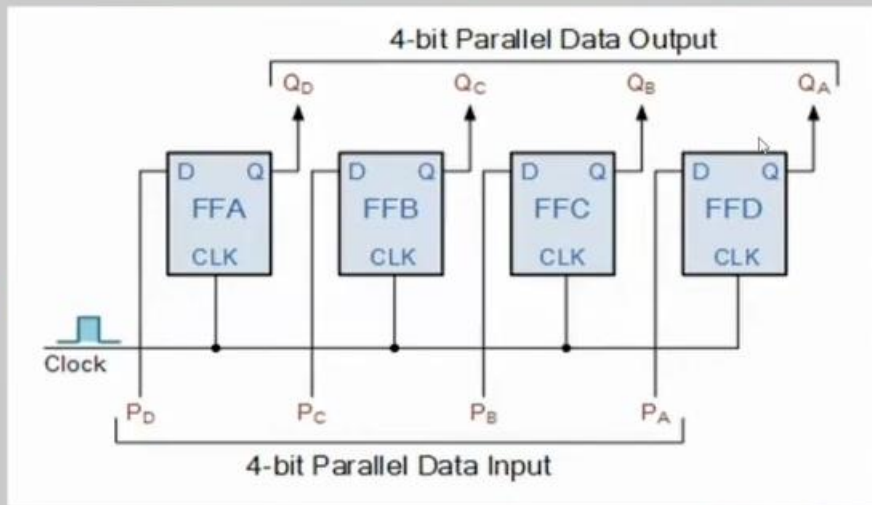 4-bit Parallel Data Output
QD QC QB QA
D Q D Q D Q D Q
FFA FFB FFC FFD
CLK CLK CLK CLK
Clock
PD PC PB PA
4-bit Parallel Data Input